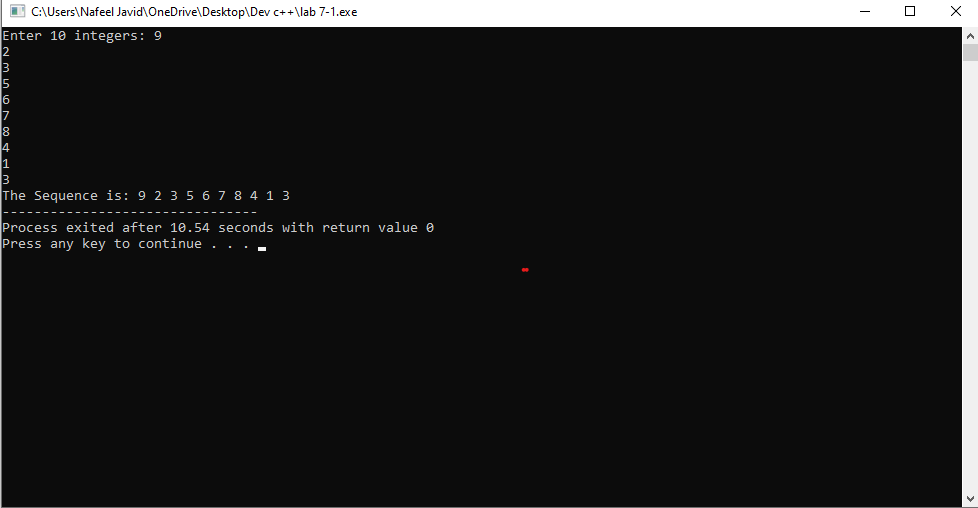 C:\Users\Nafeel Javid\OneDrive\Desktop\Dev c++\lab 7-1.exe
Enter 10 integers: 9
2
3
5
6
7
8
4
1
3
The Sequence is: 9 2 3 5 6 7 8 4 1 3
--------------------------------
Process exited after 10.54 seconds with return value 0
Press any key to continue . . .